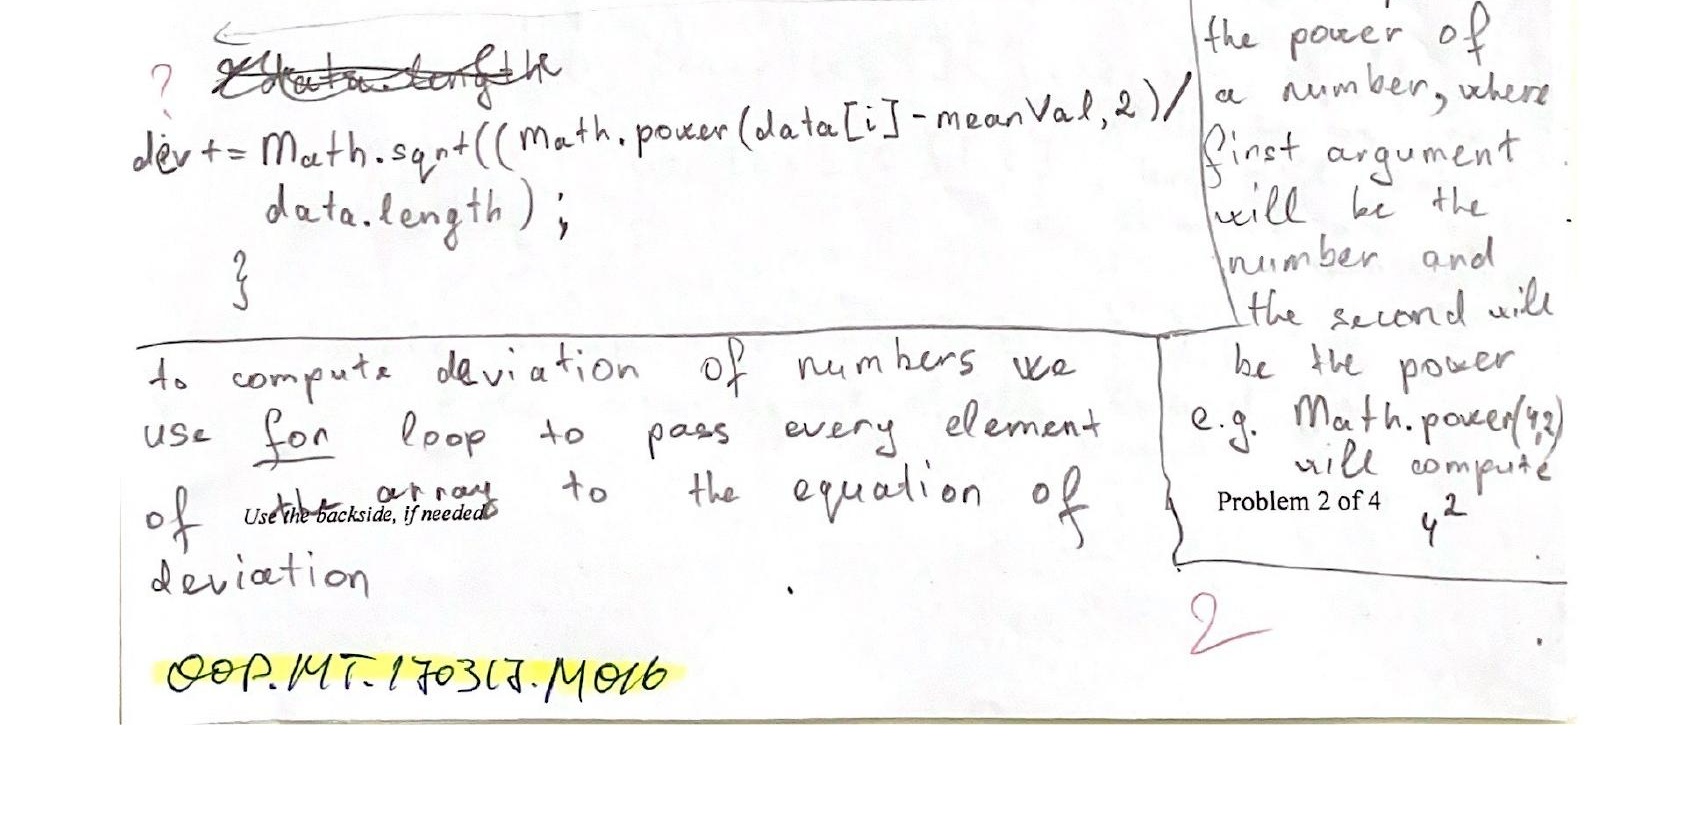 the power of
a number, where
first argument
will be the
number and
the second will
be the power
e.g. Math.power(4,2)
will compute
4²
?
data.length
dev += Math.sqrt((Math.power(data[i]-meanVal,2)/
data.length);
}
to compute deviation of numbers we
use for loop to pass every element
of the array to the equation of
deviation
Use the backside, if needed
Problem 2 of 4
2
OOP.MT.170317.M016